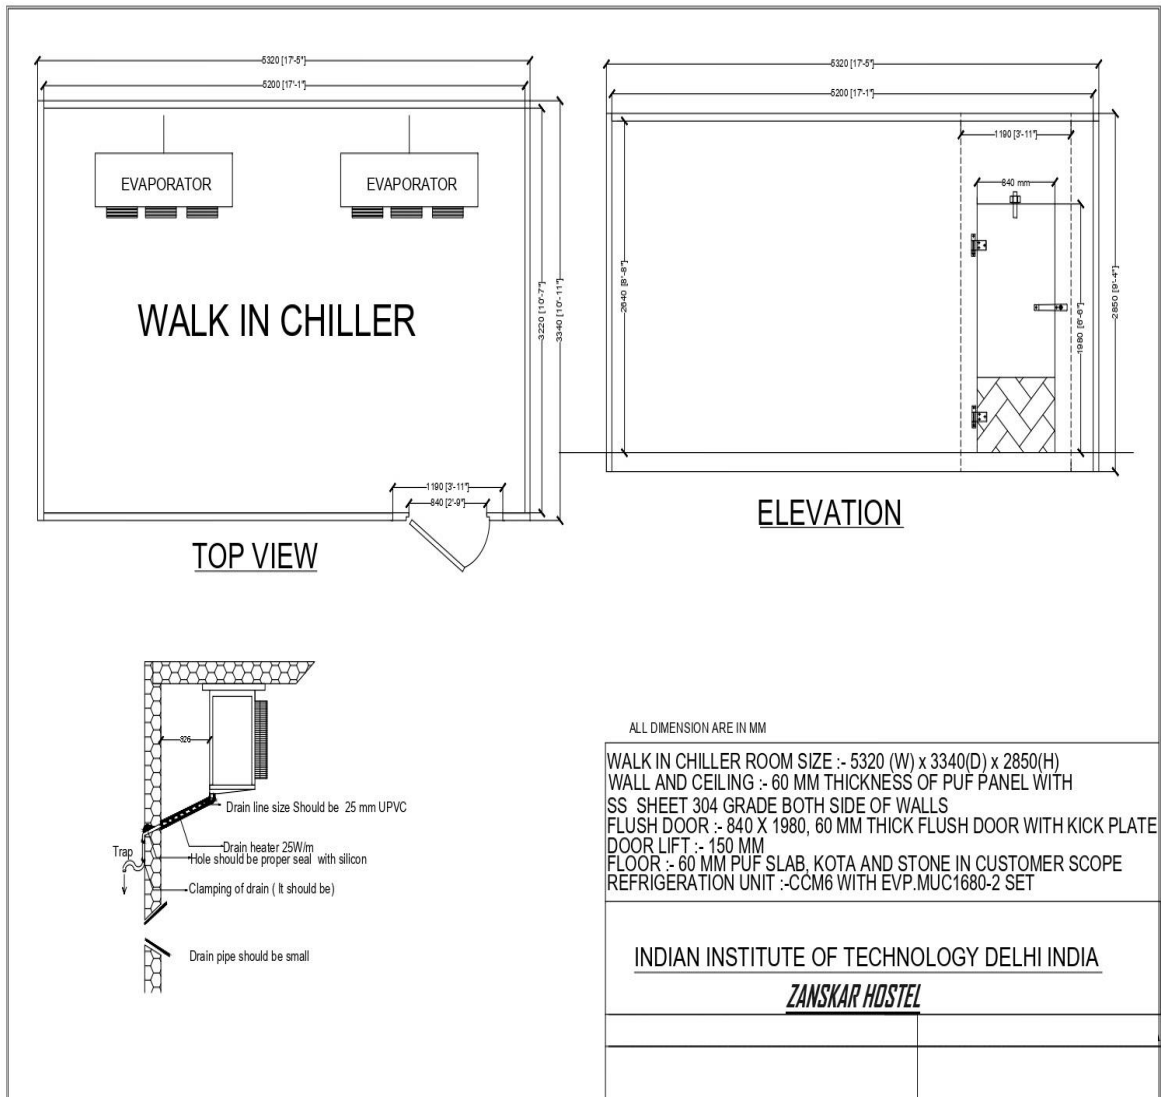 5320 [17'-5"]
5200 [17'-1"]
EVAPORATOR
EVAPORATOR
WALK IN CHILLER
3220 [10'-7"]
3340 [10'-11"]
1190 [3'-11"]
840 [2'-9"]
TOP VIEW
5320 [17'-5"]
5200 [17'-1"]
1190 [3'-11"]
840 mm
2640 [8'-8"]
1980 [6'-6"]
2850 [9'-4"]
ELEVATION
326
Drain line size Should be 25 mm UPVC
Drain heater 25W/m
Trap
Hole should be proper seal with silicon
Clamping of drain ( It should be)
Drain pipe should be small
ALL DIMENSION ARE IN MM
WALK IN CHILLER ROOM SIZE :- 5320 (W) x 3340(D) x 2850(H)
WALL AND CEILING :- 60 MM THICKNESS OF PUF PANEL WITH
SS SHEET 304 GRADE BOTH SIDE OF WALLS
FLUSH DOOR :- 840 X 1980, 60 MM THICK FLUSH DOOR WITH KICK PLATE
DOOR LIFT :- 150 MM
FLOOR :- 60 MM PUF SLAB, KOTA AND STONE IN CUSTOMER SCOPE
REFRIGERATION UNIT :-CCM6 WITH EVP.MUC1680-2 SET
INDIAN INSTITUTE OF TECHNOLOGY DELHI INDIA
ZANSKAR HOSTEL